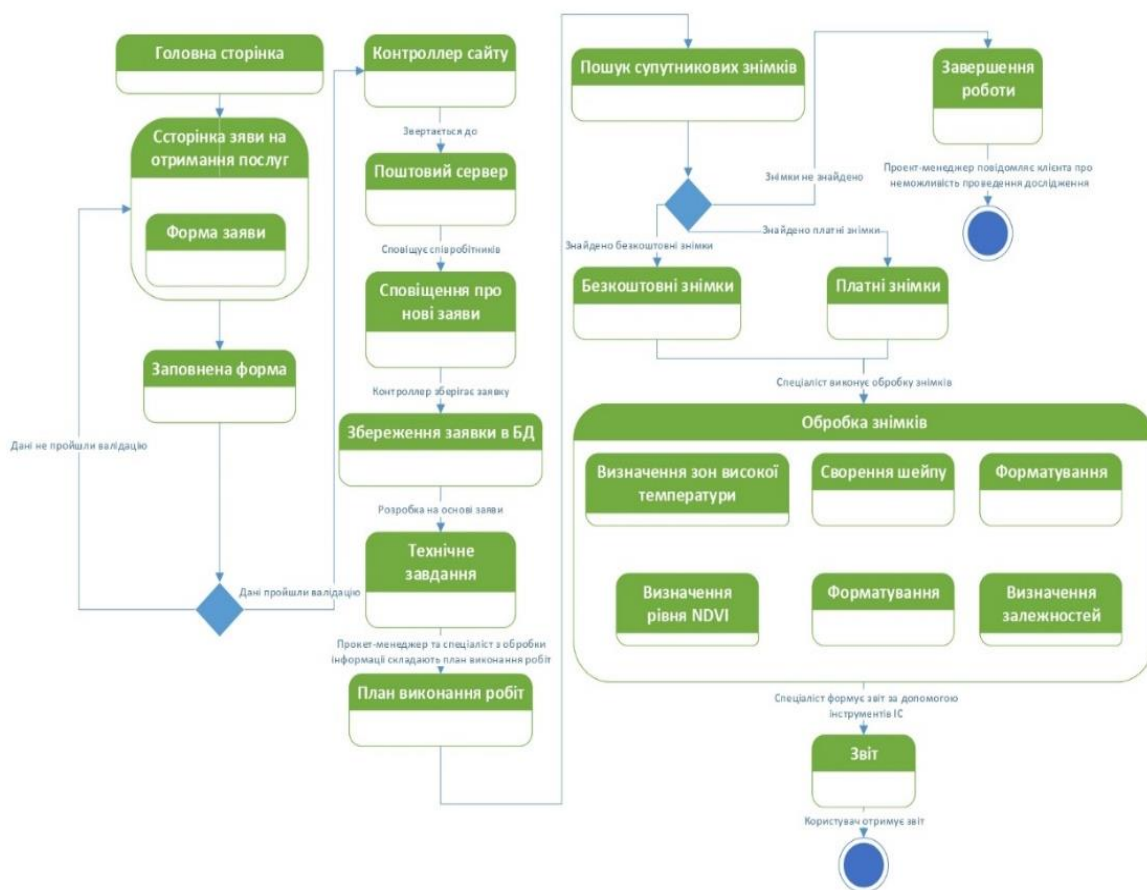 Головна сторінка
Ссторінка зяви на
отримання послуг
Форма заяви
Заповнена форма
Дані не пройшли валідацію
Дані пройшли валідацію
Контроллер сайту
Звертається до
Поштовий сервер
Сповіщує співробітників
Сповіщення про
нові заяви
Контроллер зберігає заявку
Збереження заявки в БД
Розробка на основі заяви
Технічне
завдання
Прокет-менеджер та спеціаліст з обробки
інформації складають план виконання робіт
План виконання робіт
Пошук супутникових знімків
Знімки не знайдено
Завершення
роботи
Проект-менеджер повідомляє клієнта про
неможливість проведення дослідження
Знайдено безкоштовні знімки
Знайдено платні знімки
Безкоштовні знімки
Платні знімки
Спеціаліст виконує обробку знімків
Обробка знімків
Визначення зон високої
температури
Сворення шейпу
Форматування
Визначення
рівня NDVI
Форматування
Визначення
залежностей
Спеціаліст формує звіт за допомогою
інструментів ІС
Звіт
Користувач отримує звіт